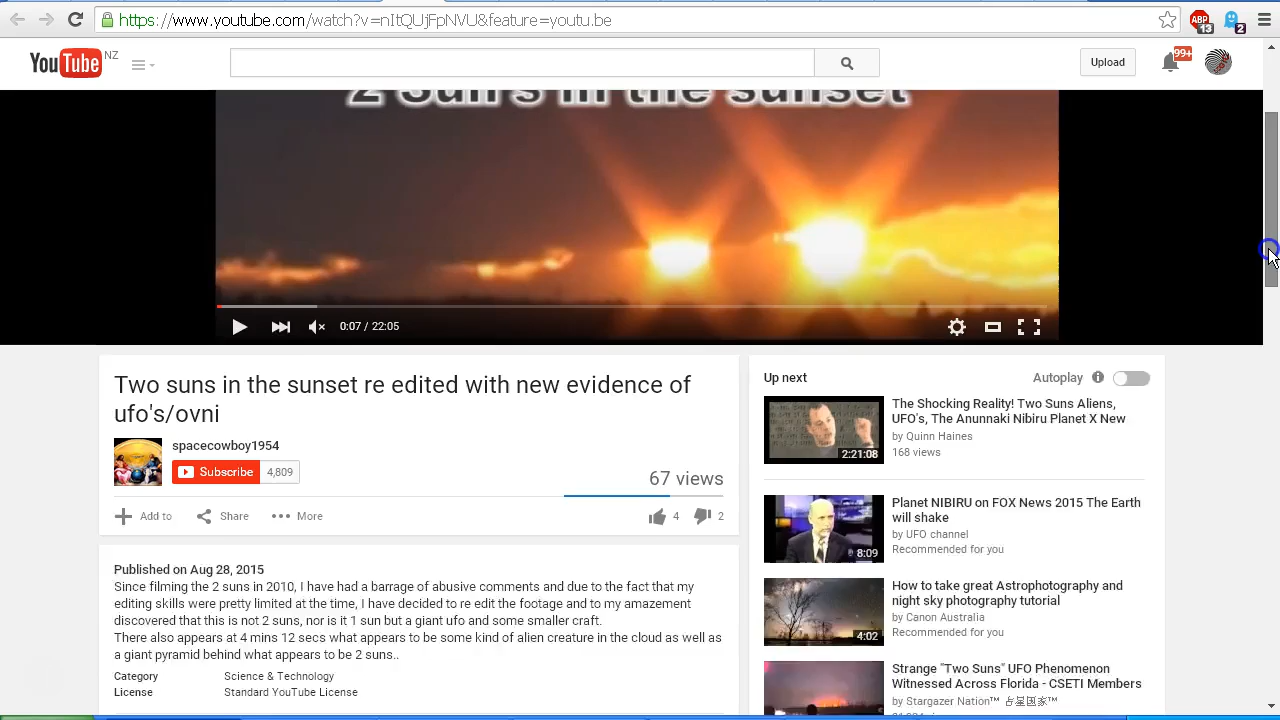 https://www.youtube.com/watch?v=nItQUjFpNVU&feature=youtu.be
ABP
13
2
YouTube NZ
Upload
99+
2 Sun's in the sunset
0:07 / 22:05
Two suns in the sunset re edited with new evidence of
ufo's/ovni
spacecowboy1954
Subscribe 4,809
67 views
Add to Share More 4 2
Published on Aug 28, 2015
Since filming the 2 suns in 2010, I have had a barrage of abusive comments and due to the fact that my
editing skills were pretty limited at the time, I have decided to re edit the footage and to my amazement
discovered that this is not 2 suns, nor is it 1 sun but a giant ufo and some smaller craft.
There also appears at 4 mins 12 secs what appears to be some kind of alien creature in the cloud as well as
a giant pyramid behind what appears to be 2 suns..
Category Science & Technology
License Standard YouTube License
Up next Autoplay
The Shocking Reality! Two Suns Aliens,
UFO's, The Anunnaki Nibiru Planet X New
by Quinn Haines
168 views
2:21:08
Planet NIBIRU on FOX News 2015 The Earth
will shake
by UFO channel
Recommended for you
8:09
How to take great Astrophotography and
night sky photography tutorial
by Canon Australia
Recommended for you
4:02
Strange "Two Suns" UFO Phenomenon
Witnessed Across Florida - CSETI Members
by Stargazer Nation™